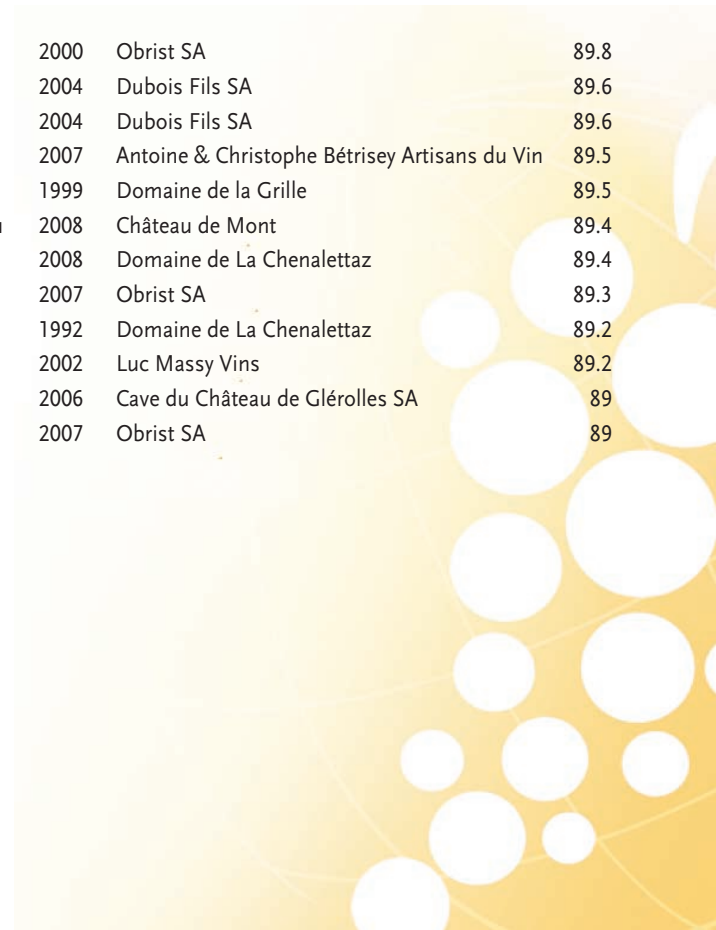 2000 Obrist SA 89.8
2004 Dubois Fils SA 89.6
2004 Dubois Fils SA 89.6
2007 Antoine & Christophe Bétrisey Artisans du Vin 89.5
1999 Domaine de la Grille 89.5
2008 Château de Mont 89.4
2008 Domaine de La Chenalettaz 89.4
2007 Obrist SA 89.3
1992 Domaine de La Chenalettaz 89.2
2002 Luc Massy Vins 89.2
2006 Cave du Château de Glérolles SA 89
2007 Obrist SA 89